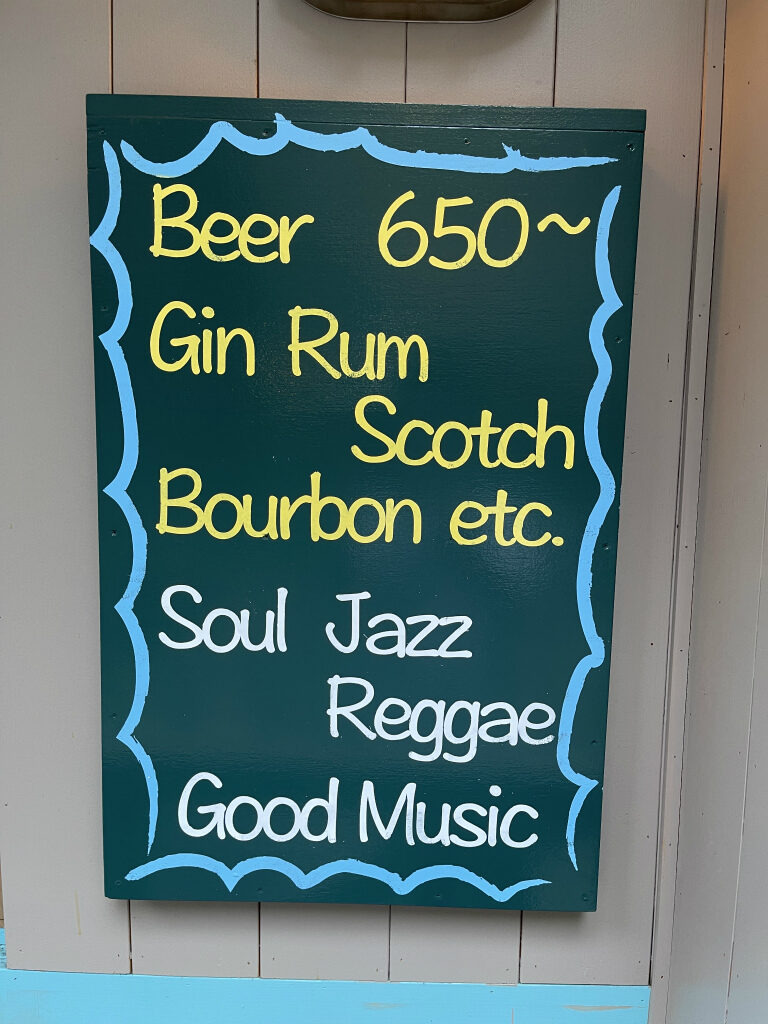 Beer 650~
Gin Rum
Scotch
Bourbon etc.
Soul Jazz
Reggae
Good Music